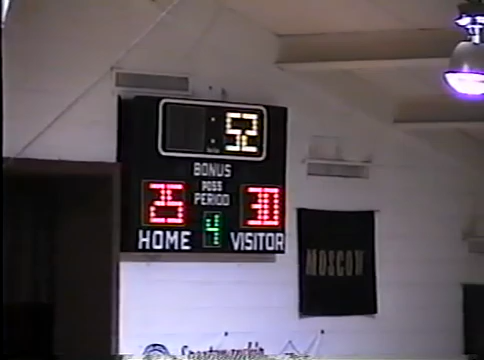 52
BONUS
POSS
PERIOD
25 4 30
HOME VISITOR
MOSCOW